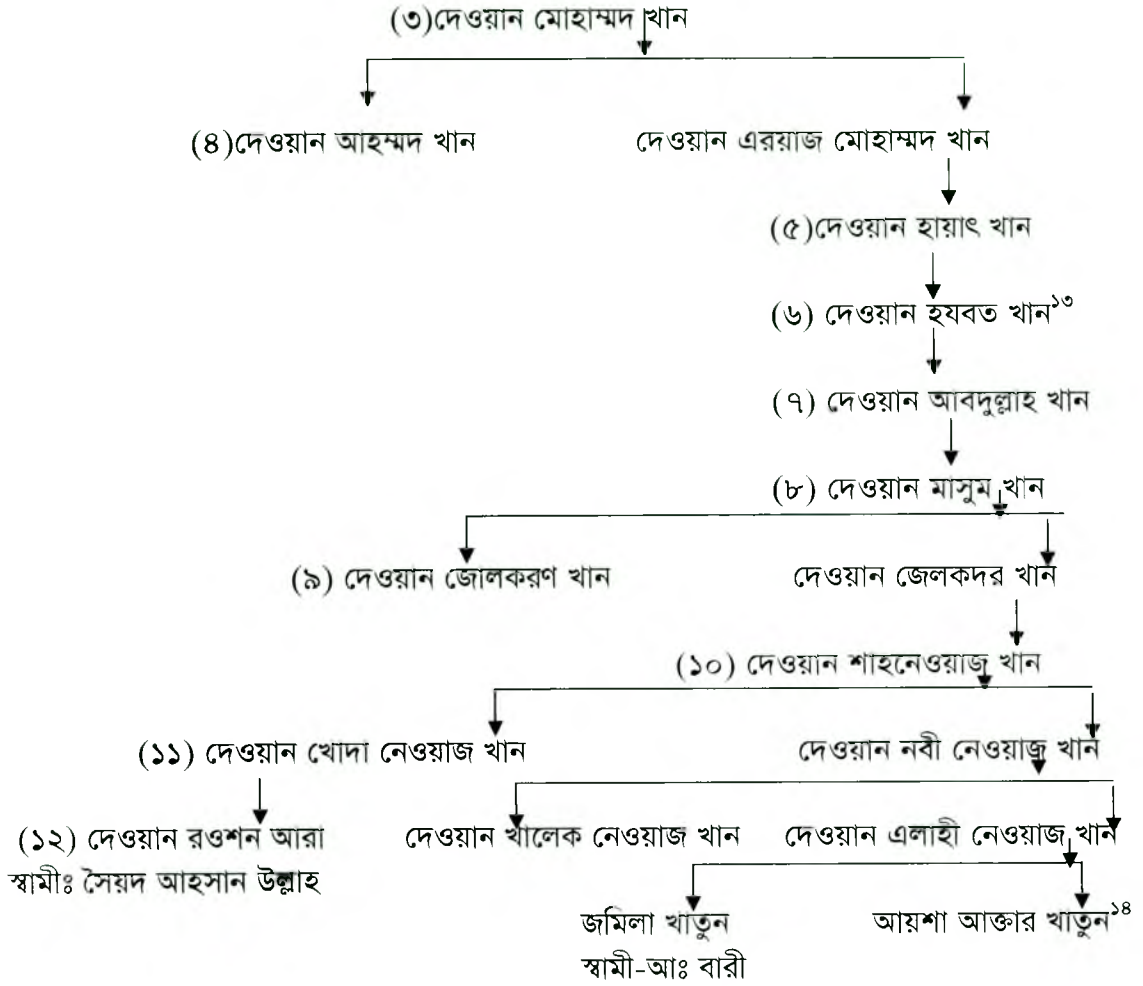 (৩)দেওয়ান মোহাম্মদ খান
(৪)দেওয়ান আহম্মদ খান দেওয়ান এরয়াজ মোহাম্মদ খান
(৫)দেওয়ান হায়াৎ খান
(৬) দেওয়ান হযবত খান১৩
(৭) দেওয়ান আবদুল্লাহ খান
(৮) দেওয়ান মাসুম খান
(৯) দেওয়ান জোলকরণ খান দেওয়ান জেলকদর খান
(১০) দেওয়ান শাহনেওয়াজ খান
(১১) দেওয়ান খোদা নেওয়াজ খান দেওয়ান নবী নেওয়াজ খান
(১২) দেওয়ান রওশন আরা দেওয়ান খালেক নেওয়াজ খান দেওয়ান এলাহী নেওয়াজ খান
স্বামীঃ সৈয়দ আহসান উল্লাহ
জমিলা খাতুন আয়শা আক্তার খাতুন১৪
স্বামী-আঃ বারী